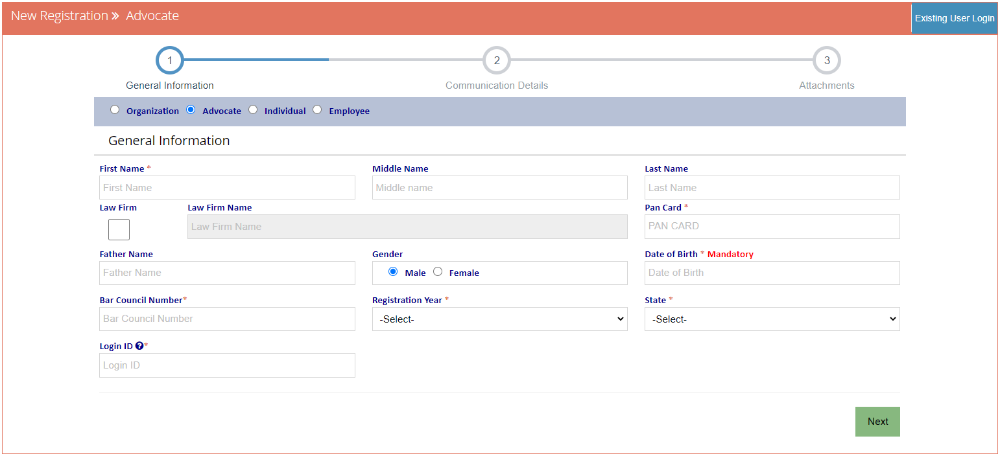 New Registration » Advocate
Existing User Login
1 2 3
General Information Communication Details Attachments
Organization Advocate Individual Employee
General Information
First Name * Middle Name Last Name
First Name Middle name Last Name
Law Firm Law Firm Name Pan Card *
Law Firm Name PAN CARD
Father Name Gender Date of Birth * Mandatory
Father Name Male Female Date of Birth
Bar Council Number* Registration Year * State *
Bar Council Number -Select- -Select-
Login ID ?*
Login ID
Next